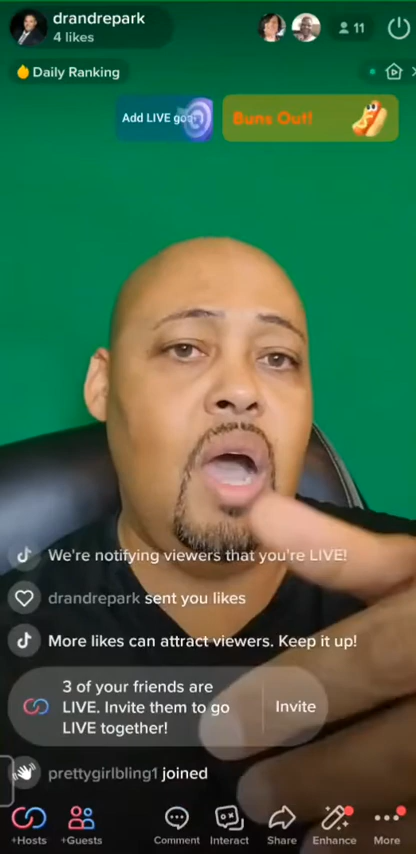 drandrepark
4 likes
11
Daily Ranking
Add LIVE goal
Buns Out!
We're notifying viewers that you're LIVE!
drandrepark sent you likes
More likes can attract viewers. Keep it up!
3 of your friends are
LIVE. Invite them to go
LIVE together!
Invite
prettygirlbling1 joined
+Hosts
+Guests
Comment
Interact
Share
Enhance
More